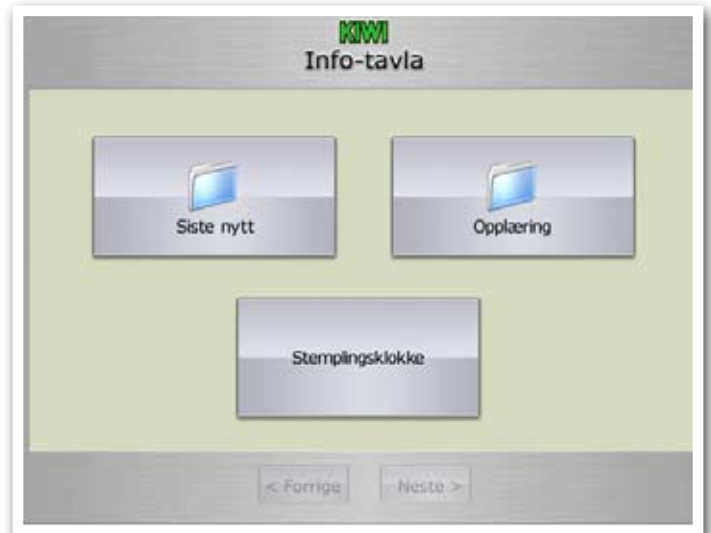 KIWI
Info-tavla
Siste nytt
Opplæring
Stemplingsklokke
< Forrige
Neste >